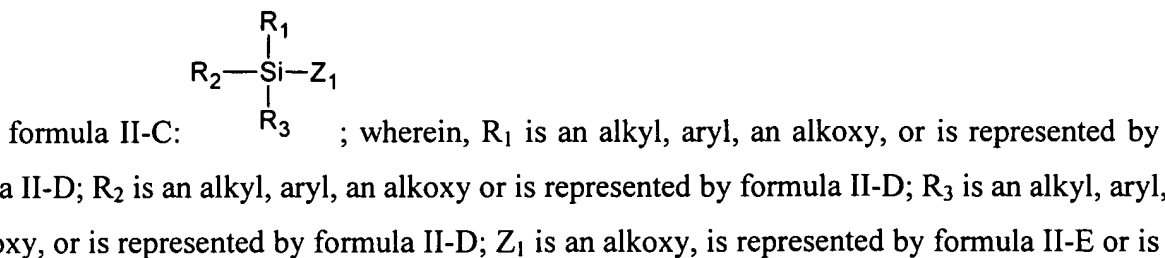 R1
R2—Si—Z1
R3
formula II-C: ; wherein, R1 is an alkyl, aryl, an alkoxy, or is represented by
a II-D; R2 is an alkyl, aryl, an alkoxy or is represented by formula II-D; R3 is an alkyl, aryl,
oxy, or is represented by formula II-D; Z1 is an alkoxy, is represented by formula II-E or is